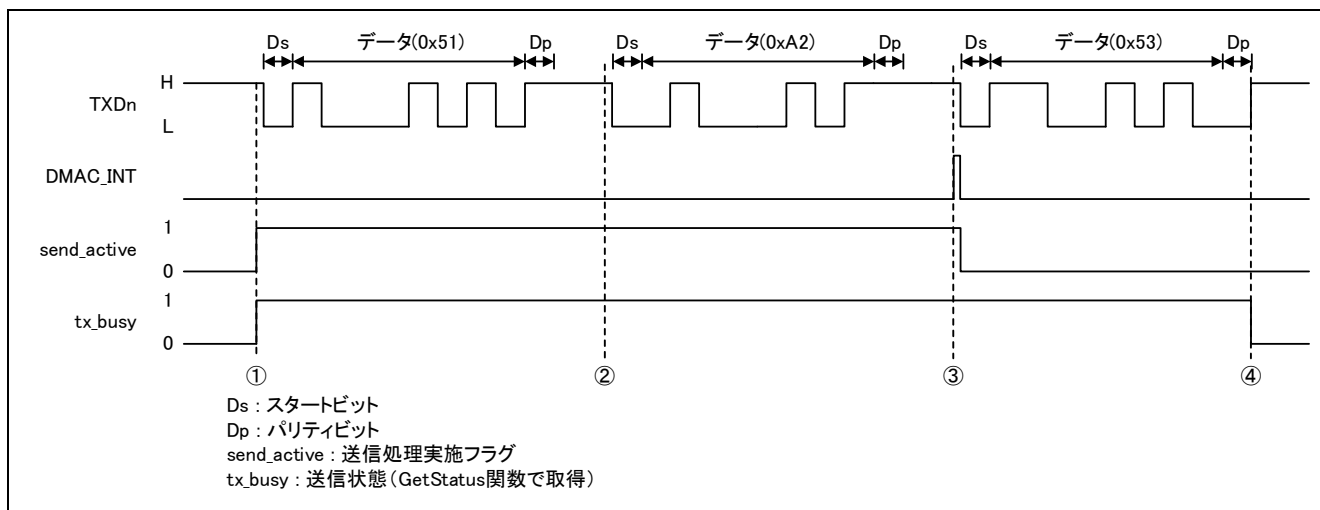 Ds データ(0x51) Dp Ds データ(0xA2) Dp Ds データ(0x53) Dp
H
TXDn
L
DMAC_INT
1
send_active
0
1
tx_busy
0
① ② ③ ④
Ds : スタートビット
Dp : パリティビット
send_active : 送信処理実施フラグ
tx_busy : 送信状態(GetStatus関数で取得)